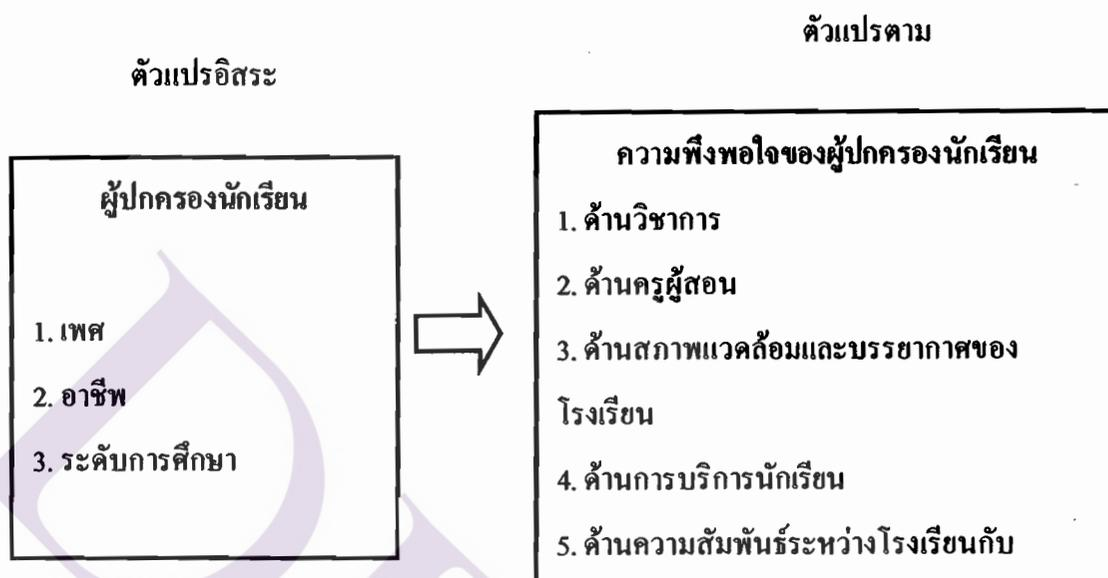 ตัวแปรตาม
ตัวแปรอิสระ
ผู้ปกครองนักเรียน
1. เพศ
2. อาชีพ
3. ระดับการศึกษา
ความพึงพอใจของผู้ปกครองนักเรียน
1. ด้านวิชาการ
2. ด้านครูผู้สอน
3. ด้านสภาพแวดล้อมและบรรยากาศของ
โรงเรียน
4. ด้านการบริการนักเรียน
5. ด้านความสัมพันธ์ระหว่างโรงเรียนกับ